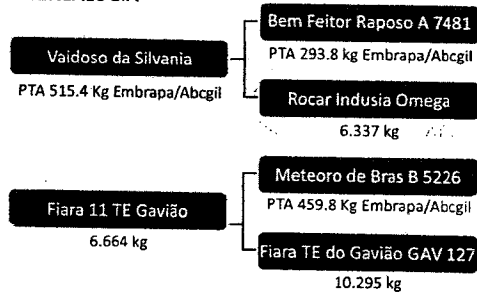 Bem Feitor Raposo A 7481
Vaidoso da Silvania
PTA 293.8 kg Embrapa/Abcgil
PTA 515.4 Kg Embrapa/Abcgil
Rocar Indusia Omega
6.337 kg
Meteoro de Bras B 5226
Fiara 11 TE Gavião
PTA 459.8 Kg Embrapa/Abcgil
6.664 kg
Fiara TE do Gavião GAV 127
10.295 kg